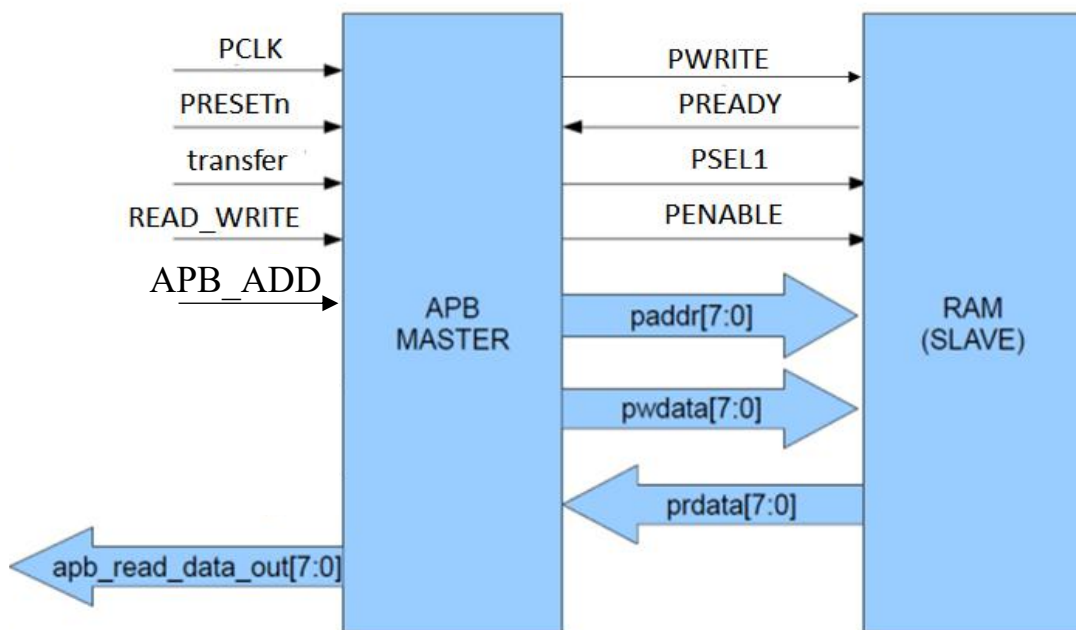 PCLK
PRESETn
transfer
READ_WRITE
APB_ADD
APB
MASTER
PWRITE
PREADY
PSEL1
PENABLE
paddr[7:0]
pwdata[7:0]
prdata[7:0]
RAM
(SLAVE)
apb_read_data_out[7:0]